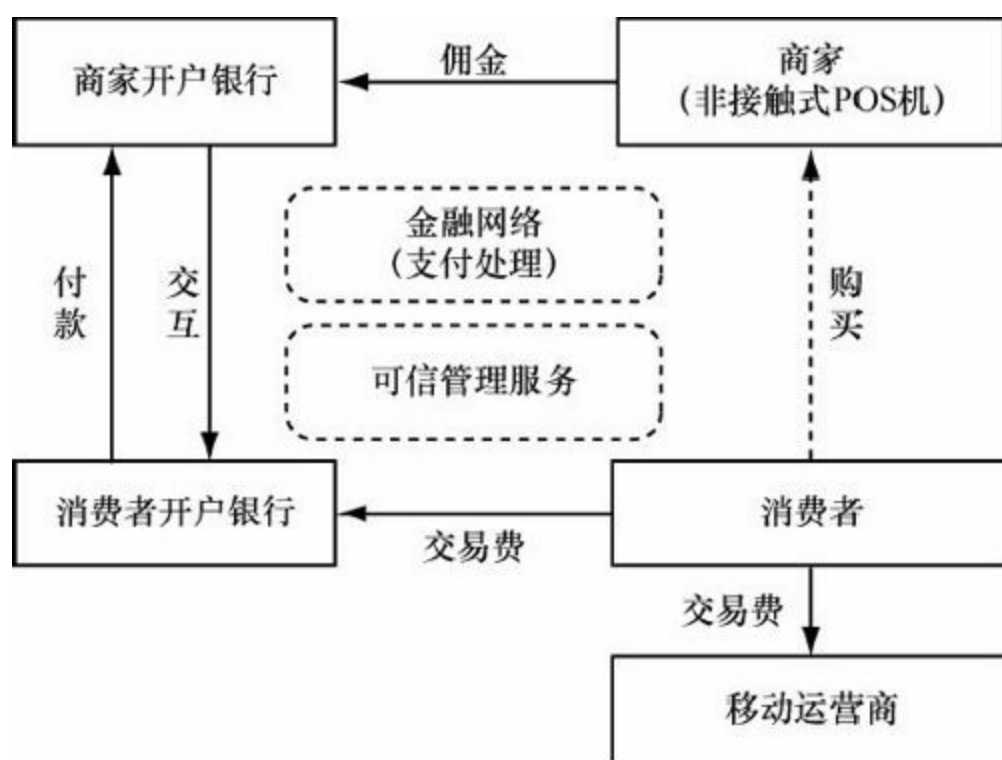 商家开户银行
佣金
商家
（非接触式POS机）
金融网络
（支付处理）
付款
交互
购买
可信管理服务
消费者开户银行
交易费
消费者
交易费
移动运营商